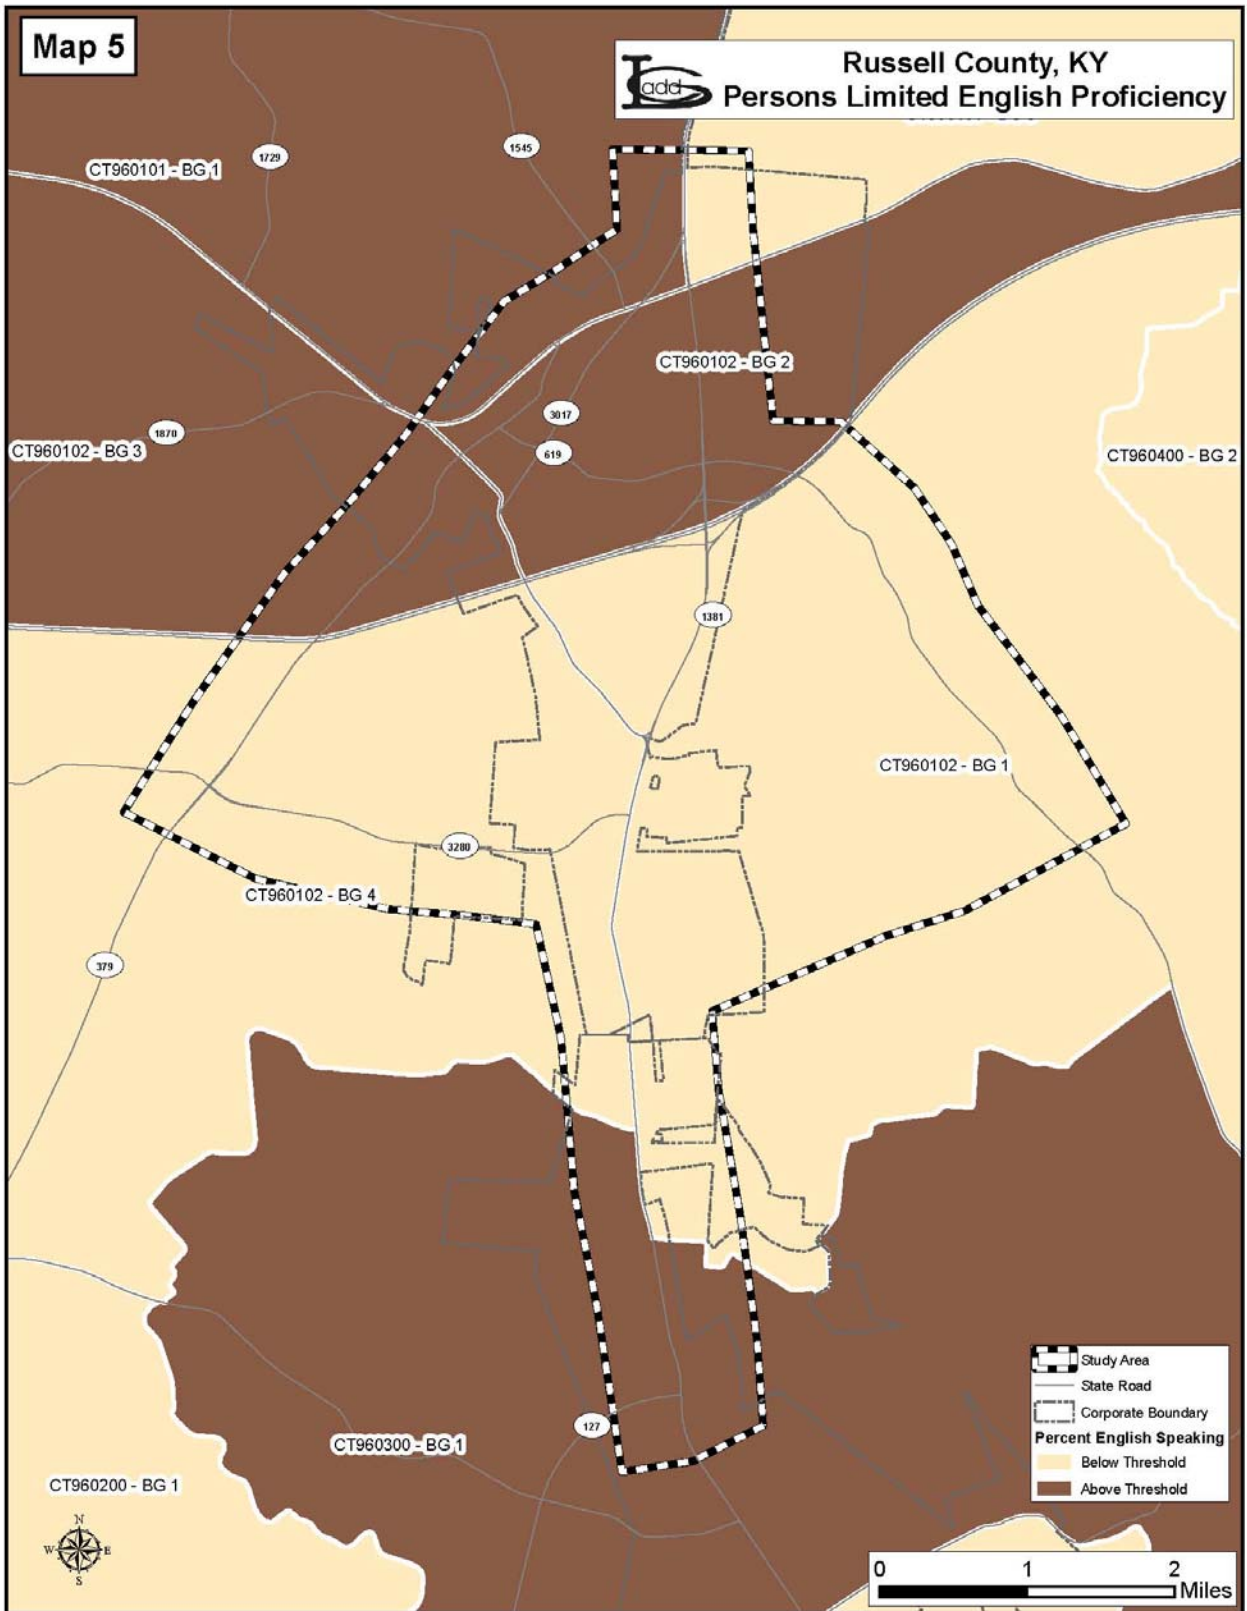 Map 5
Russell County, KY
add
Persons Limited English Proficiency
1545
1729
CT960101 - BG 1
CT960102 - BG 2
3017
1870
CT960102 - BG 3
619
CT960400 - BG 2
1381
CT960102 - BG 1
3280
CT960102 - BG 4
379
Study Area
State Road
Corporate Boundary
Percent English Speaking
Below Threshold
Above Threshold
127
CT960300 - BG 1
CT960200 - BG 1
N
W E
S
0 1 2
Miles